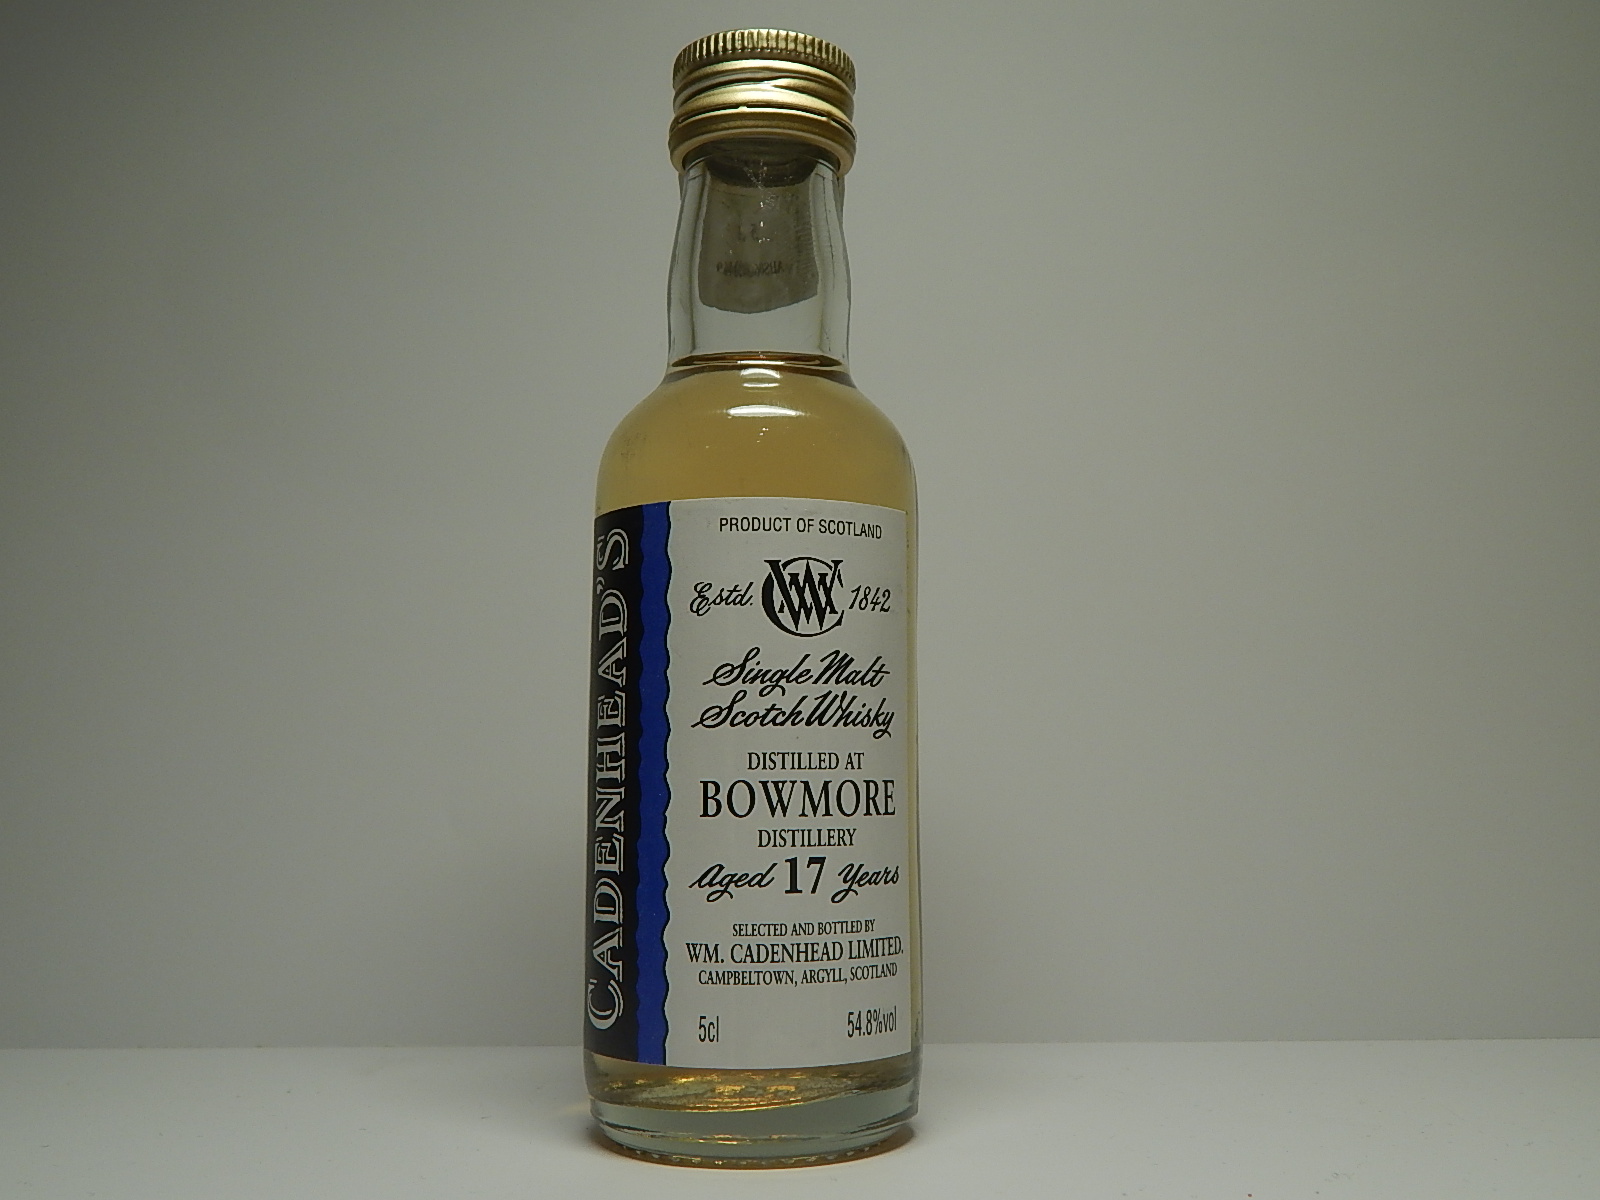 CADENHEAD'S
PRODUCT OF SCOTLAND
Estd. WC 1842
Single Malt
Scotch Whisky
DISTILLED AT
BOWMORE
DISTILLERY
Aged 17 Years
SELECTED AND BOTTLED BY
WM. CADENHEAD LIMITED.
CAMPBELTOWN, ARGYLL, SCOTLAND
5cl 54.8%vol